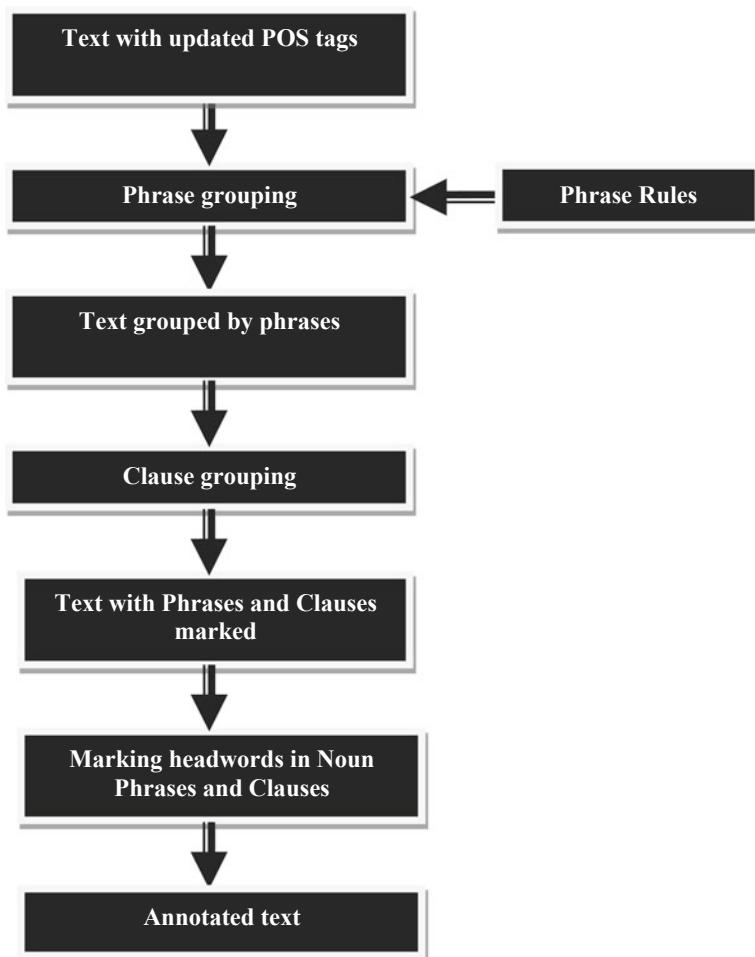 Text with updated POS tags
Phrase grouping
Phrase Rules
Text grouped by phrases
Clause grouping
Text with Phrases and Clauses
marked
Marking headwords in Noun
Phrases and Clauses
Annotated text